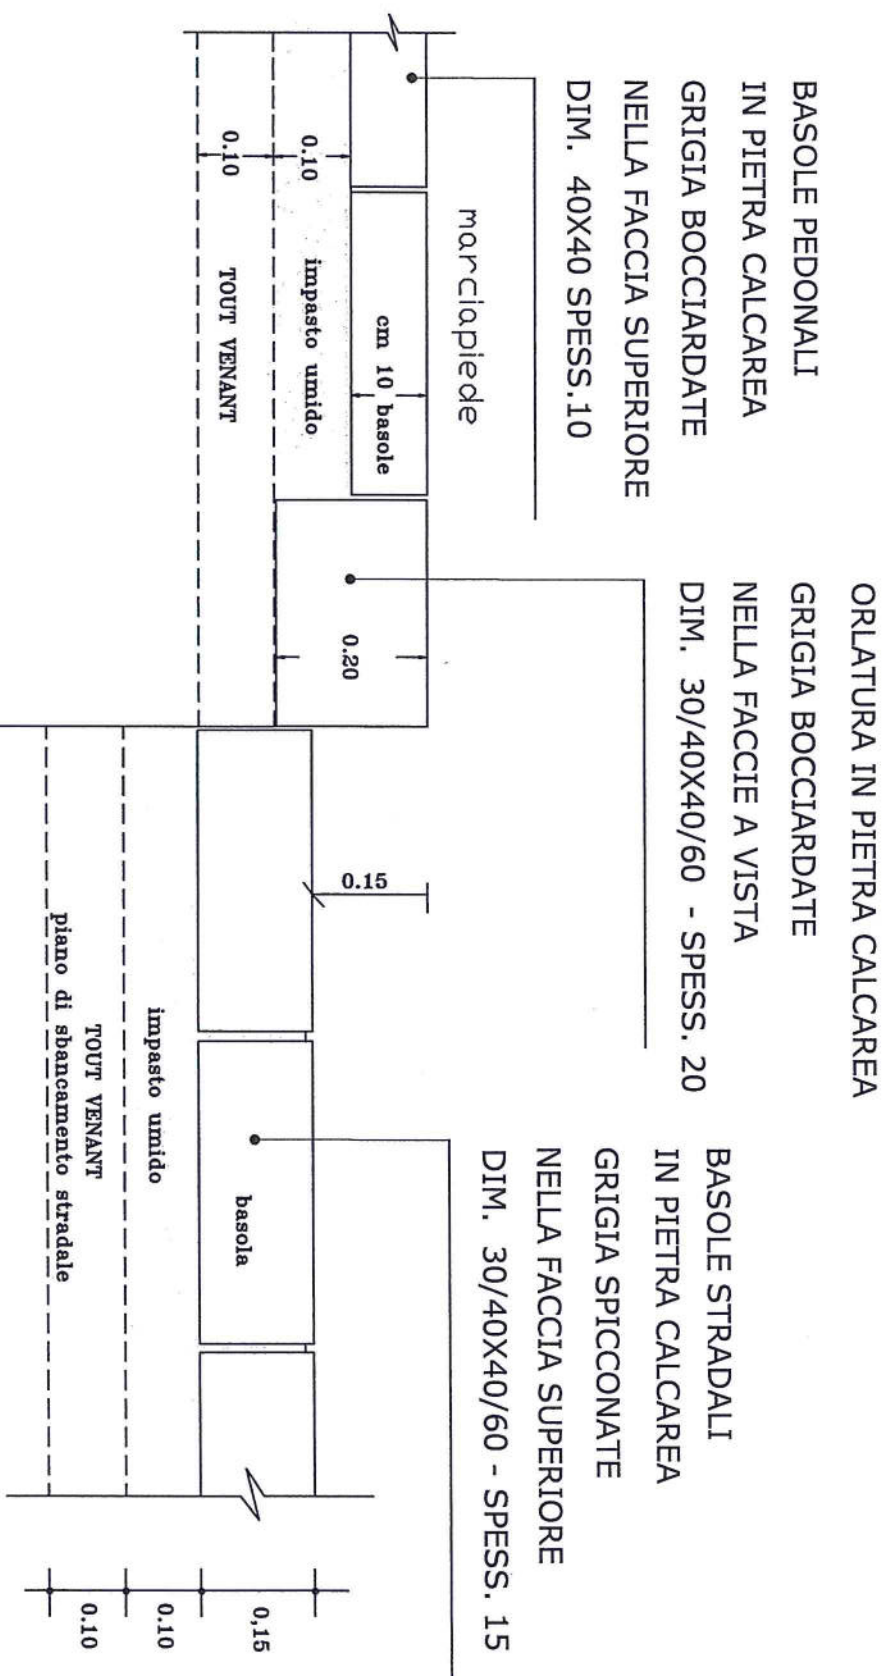 BASOLE PEDONALI
IN PIETRA CALCAREA
GRIGIA BOCCIARDATE
NELLA FACCIA SUPERIORE
DIM. 40X40 SPESS.10
ORLATURA IN PIETRA CALCAREA
GRIGIA BOCCIARDATE
NELLA FACCIE A VISTA
DIM. 30/40X40/60 - SPESS. 20
BASOLE STRADALI
IN PIETRA CALCAREA
GRIGIA SPICCONATE
NELLA FACCIA SUPERIORE
DIM. 30/40X40/60 - SPESS. 15
marciapiede
cm 10 basole
0.10
impasto umido
0.10
TOUT VENANT
0.20
0.15
basola
impasto umido
TOUT VENANT
piano di sbancamento stradale
0,15
0.10
0.10